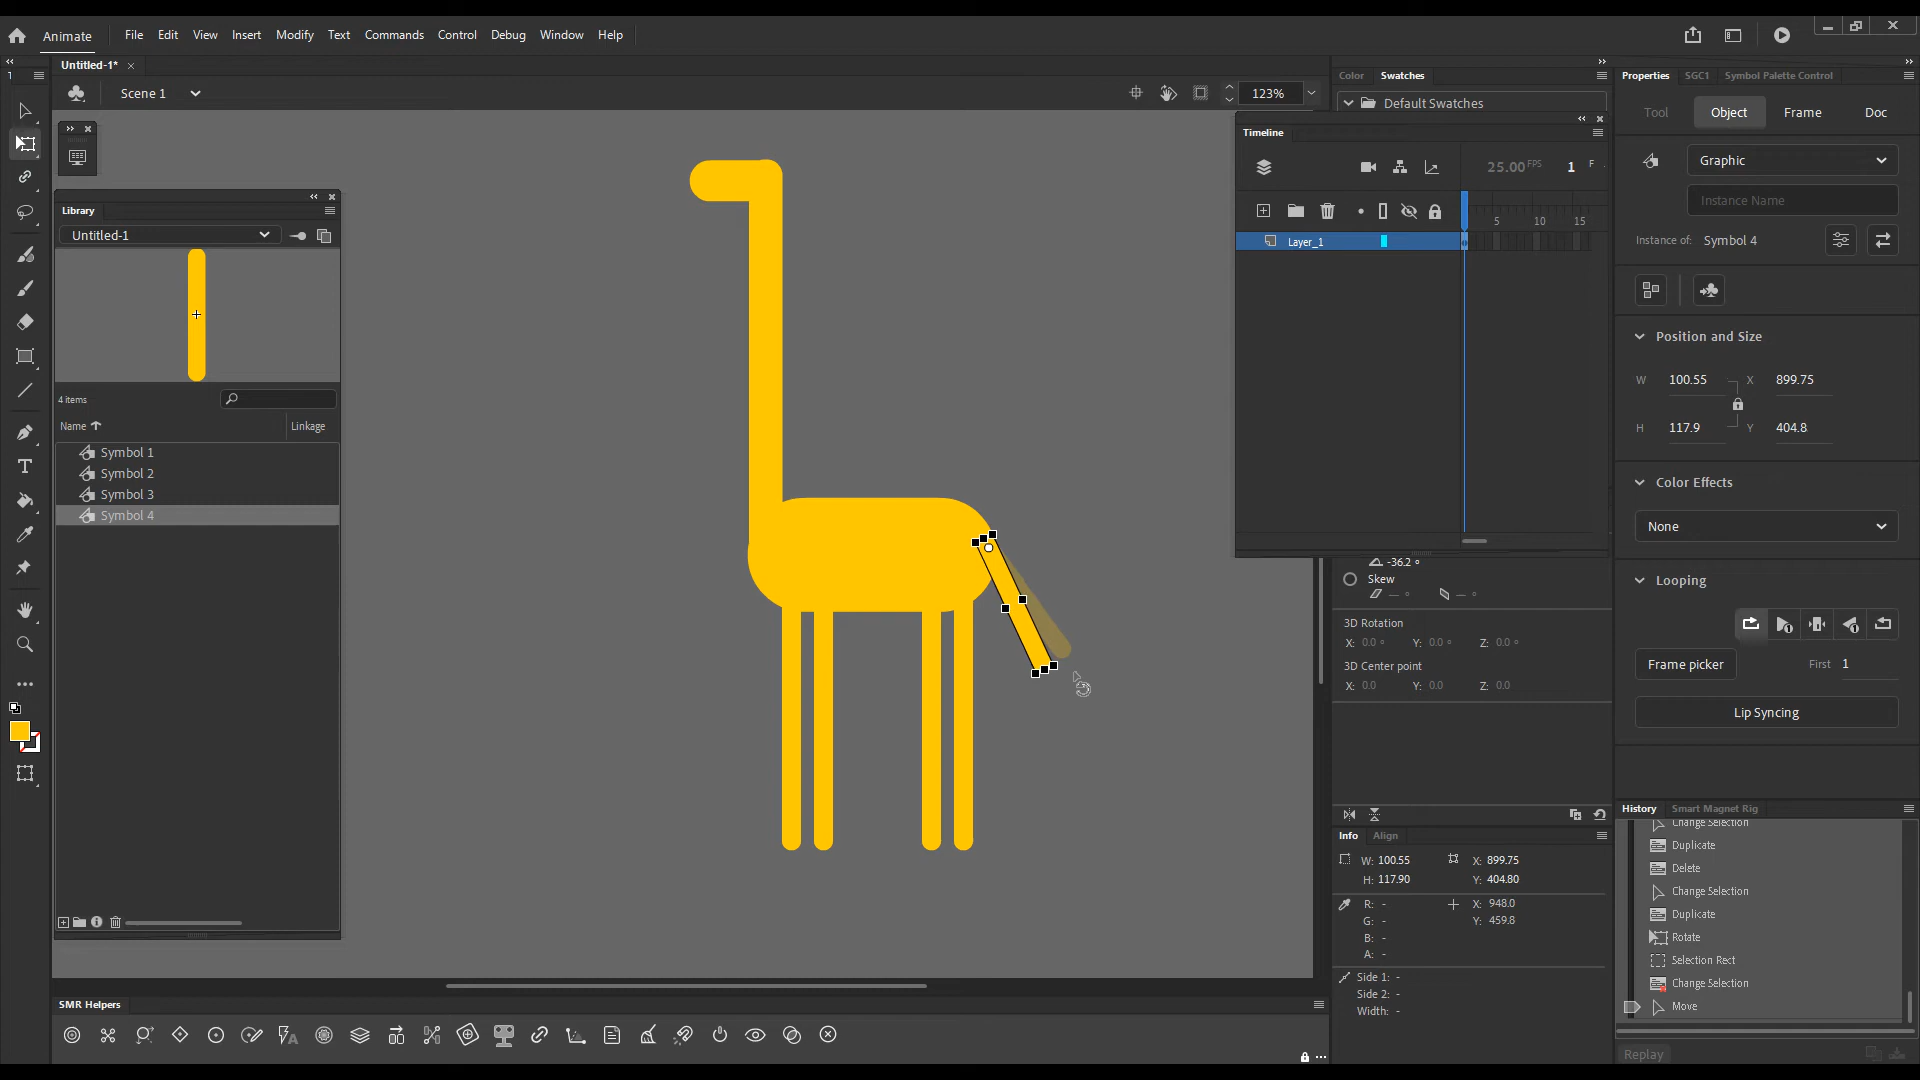 Animate
File Edit View Insert Modify Text Commands Control Debug Window Help
Untitled-1*
Scene 1
123%
Library
Untitled-1
4 items
Name
Linkage
Symbol 1
Symbol 2
Symbol 3
Symbol 4
Color Swatches
Default Swatches
Timeline
25.00 FPS 1 F
5 10 15
Layer_1
-36.2 °
Skew
3D Rotation
X: 0.0 ° Y: 0.0 ° Z: 0.0 °
3D Center point
X: 0.0 Y: 0.0 Z: 0.0
Info Align
W: 100.55 X: 899.75
H: 117.90 Y: 404.80
R: - X: 948.0
G: - Y: 459.8
B: -
A: -
Side 1: -
Side 2: -
Width: -
Properties SGC1 Symbol Palette Control
Tool Object Frame Doc
Graphic
Instance Name
Instance of: Symbol 4
Position and Size
W 100.55 X 899.75
H 117.9 Y 404.8
Color Effects
None
Looping
Frame picker First 1
Lip Syncing
History Smart Magnet Rig
Change Selection
Duplicate
Delete
Change Selection
Duplicate
Rotate
Selection Rect
Change Selection
Move
Replay
SMR Helpers